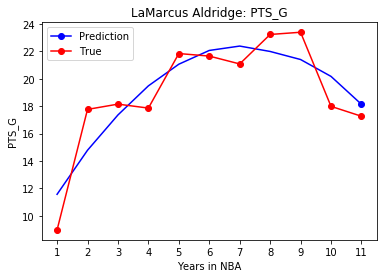 LaMarcus Aldridge: PTS_G
Prediction
True
24
22
20
18
16
14
12
10
PTS_G
1 2 3 4 5 6 7 8 9 10 11
Years in NBA